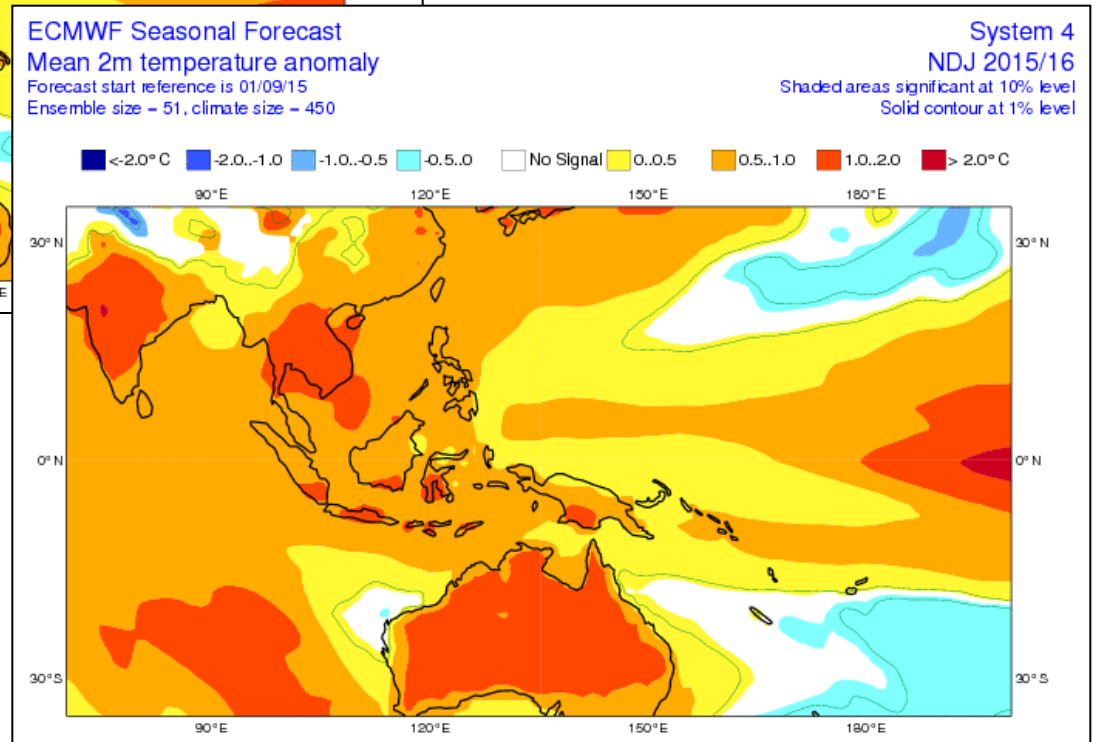 ECMWF Seasonal Forecast
System 4
Mean 2m temperature anomaly
NDJ 2015/16
Forecast start reference is 01/09/15
Shaded areas significant at 10% level
Ensemble size = 51, climate size = 450
Solid contour at 1% level
<-2.0° C -2.0..-1.0 -1.0..-0.5 -0.5..0 No Signal 0..0.5 0.5..1.0 1.0..2.0 > 2.0° C
90°E 120°E 150°E 180°E
30°N 30°N
E
0°N 0°N
30°S 30°S
90°E 120°E 150°E 180°E